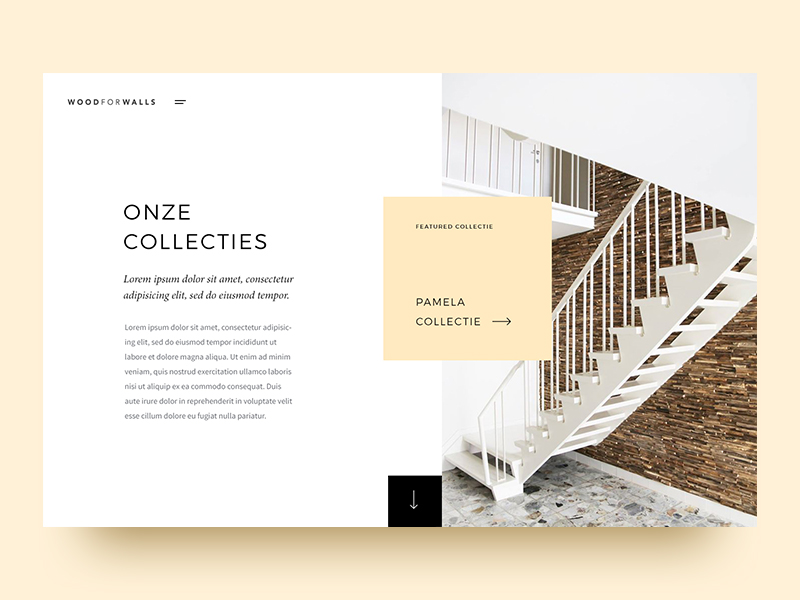 WOODFORWALLS
ONZE
COLLECTIES
Lorem ipsum dolor sit amet, consectetur
adipisicing elit, sed do eiusmod tempor.
Lorem ipsum dolor sit amet, consectetur adipisic-
ing elit, sed do eiusmod tempor incididunt ut
labore et dolore magna aliqua. Ut enim ad minim
veniam, quis nostrud exercitation ullamco laboris
nisi ut aliquip ex ea commodo consequat. Duis
aute irure dolor in reprehenderit in voluptate velit
esse cillum dolore eu fugiat nulla pariatur.
FEATURED COLLECTIE
PAMELA
COLLECTIE